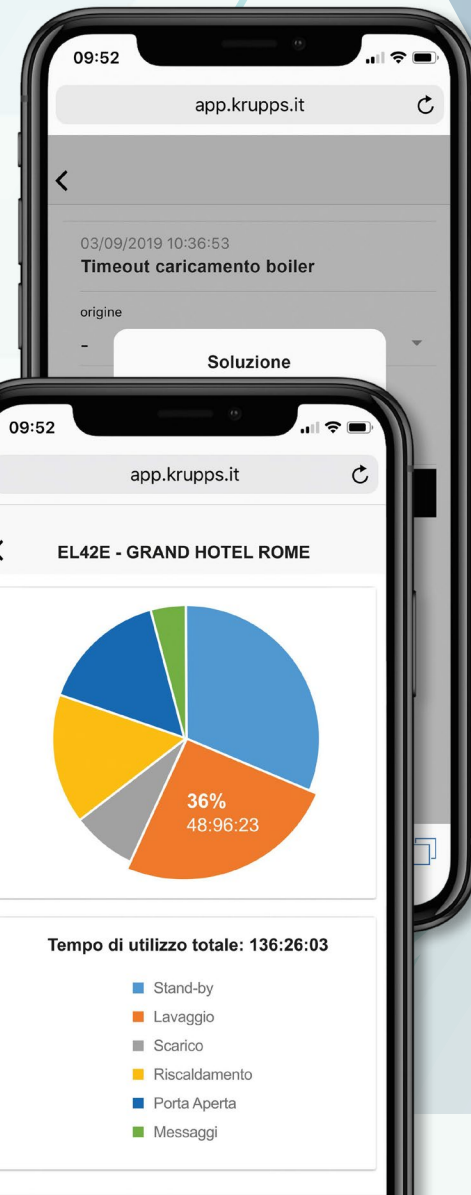 09:52
app.krupps.it
03/09/2019 10:36:53
Timeout caricamento boiler
origine
-
Soluzione
09:52
app.krupps.it
EL42E - GRAND HOTEL ROME
36%
48:96:23
Tempo di utilizzo totale: 136:26:03
Stand-by
Lavaggio
Scarico
Riscaldamento
Porta Aperta
Messaggi